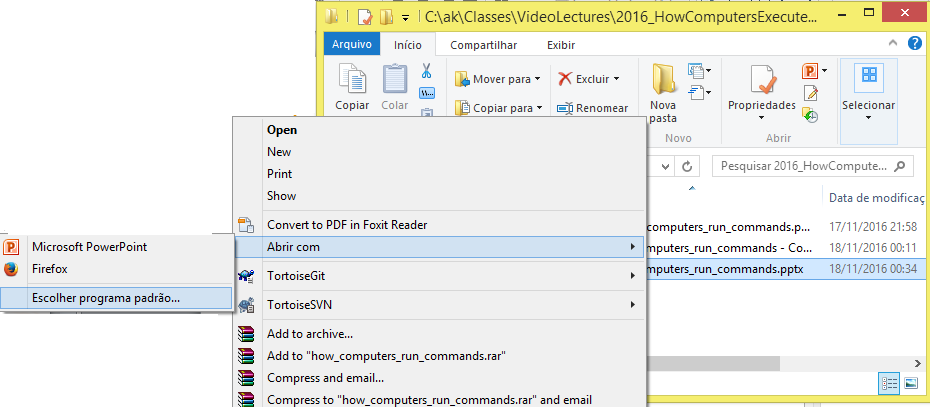 C:\ak\Classes\VideoLectures\2016_HowComputersExecute...
Arquivo Início Compartilhar Exibir
Copiar Colar Mover para Excluir Nova pasta Propriedades Selecionar
Copiar para Renomear
Novo Abrir
Pesquisar 2016_HowCompute...
Data de modificaç
computers_run_commands.p... 17/11/2016 21:58
mputers_run_commands - Co... 18/11/2016 00:11
mputers_run_commands.pptx 18/11/2016 00:34
Open
New
Print
Show
Convert to PDF in Foxit Reader
Abrir com
TortoiseGit
TortoiseSVN
Add to archive...
Add to "how_computers_run_commands.rar"
Compress and email...
Compress to "how_computers_run_commands.rar" and email
Microsoft PowerPoint
Firefox
Escolher programa padrão...